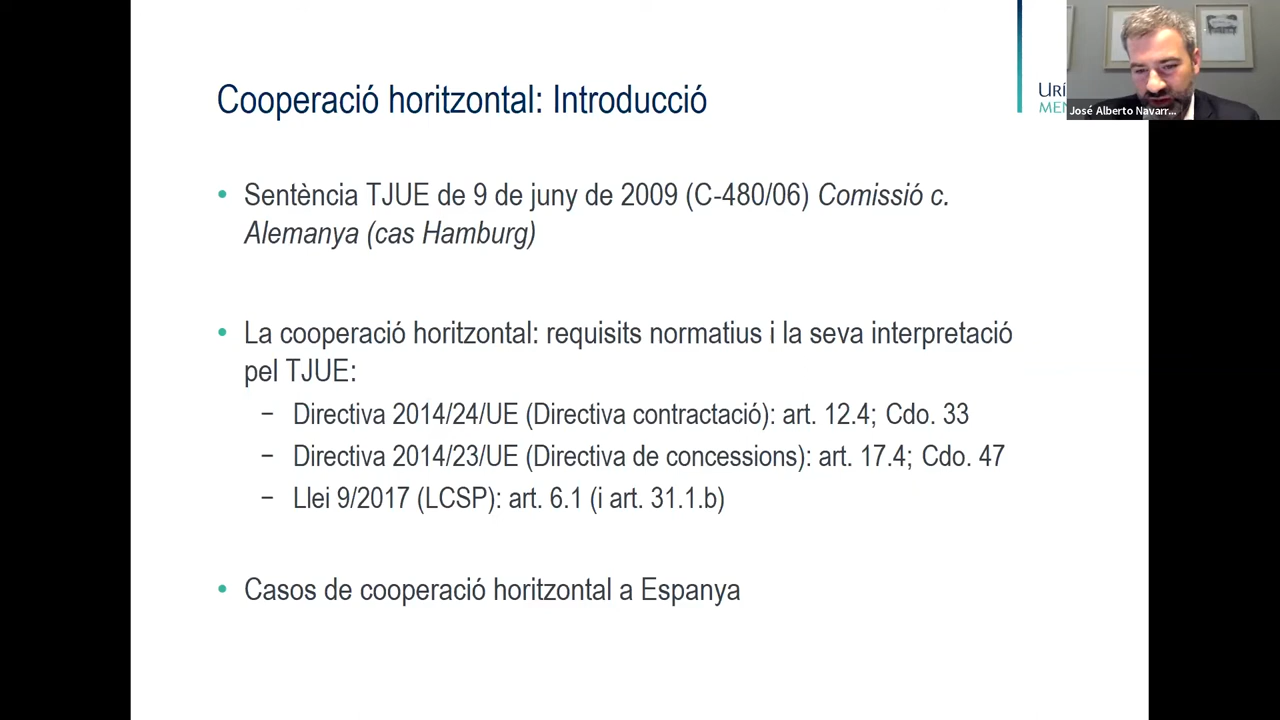 Cooperació horitzontal: Introducció
José Alberto Navarr...
• Sentència TJUE de 9 de juny de 2009 (C-480/06) Comissió c.
Alemanya (cas Hamburg)
• La cooperació horitzontal: requisits normatius i la seva interpretació
pel TJUE:
− Directiva 2014/24/UE (Directiva contractació): art. 12.4; Cdo. 33
− Directiva 2014/23/UE (Directiva de concessions): art. 17.4; Cdo. 47
− Llei 9/2017 (LCSP): art. 6.1 (i art. 31.1.b)
• Casos de cooperació horitzontal a Espanya